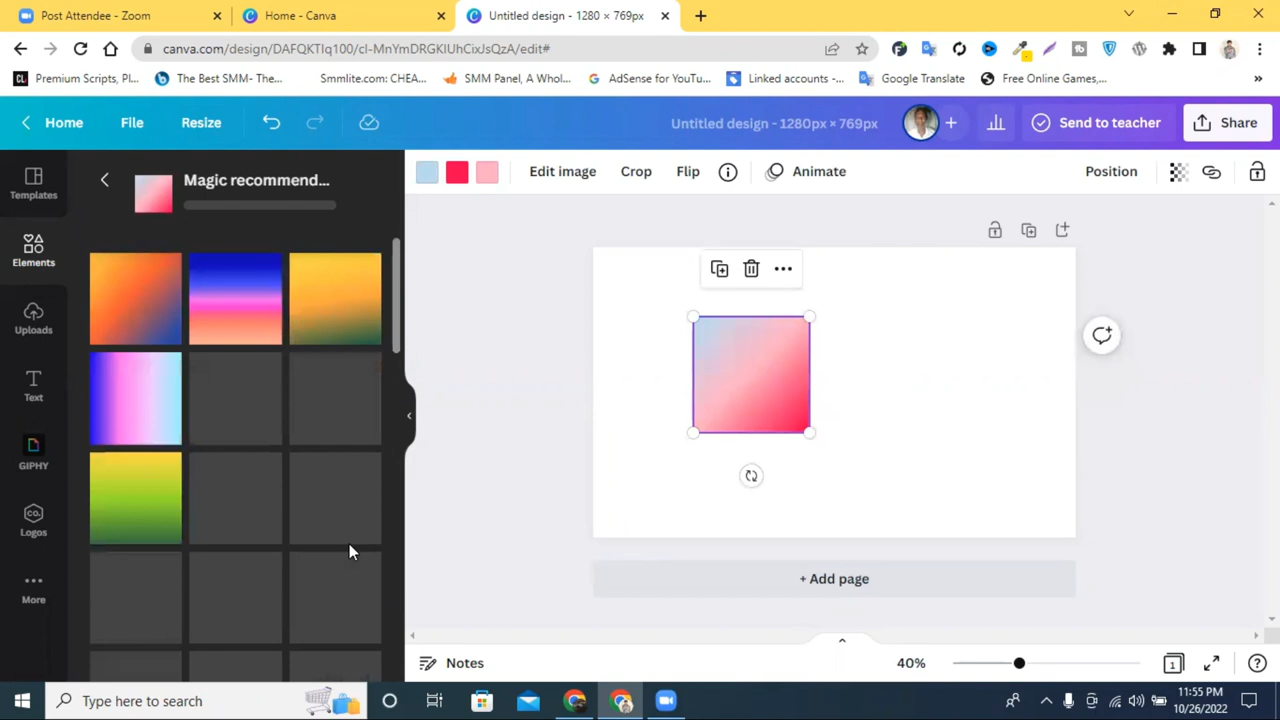 Post Attendee - Zoom
Home - Canva
Untitled design - 1280 × 769px
canva.com/design/DAFQKTIq100/cl-MnYmDRGKIUhCixJsQzA/edit#
Premium Scripts, Pl...
The Best SMM- The...
Smmlite.com: CHEA...
SMM Panel, A Whol...
AdSense for YouTu...
Linked accounts -...
Google Translate
Free Online Games,...
»
Home
File
Resize
Untitled design - 1280px × 769px
Send to teacher
Share
Templates
Elements
Uploads
Text
GIPHY
CO.
Logos
More
Magic recommend...
Edit image
Crop
Flip
Animate
Position
+ Add page
Notes
40%
1
Type here to search
11:55 PM
10/26/2022